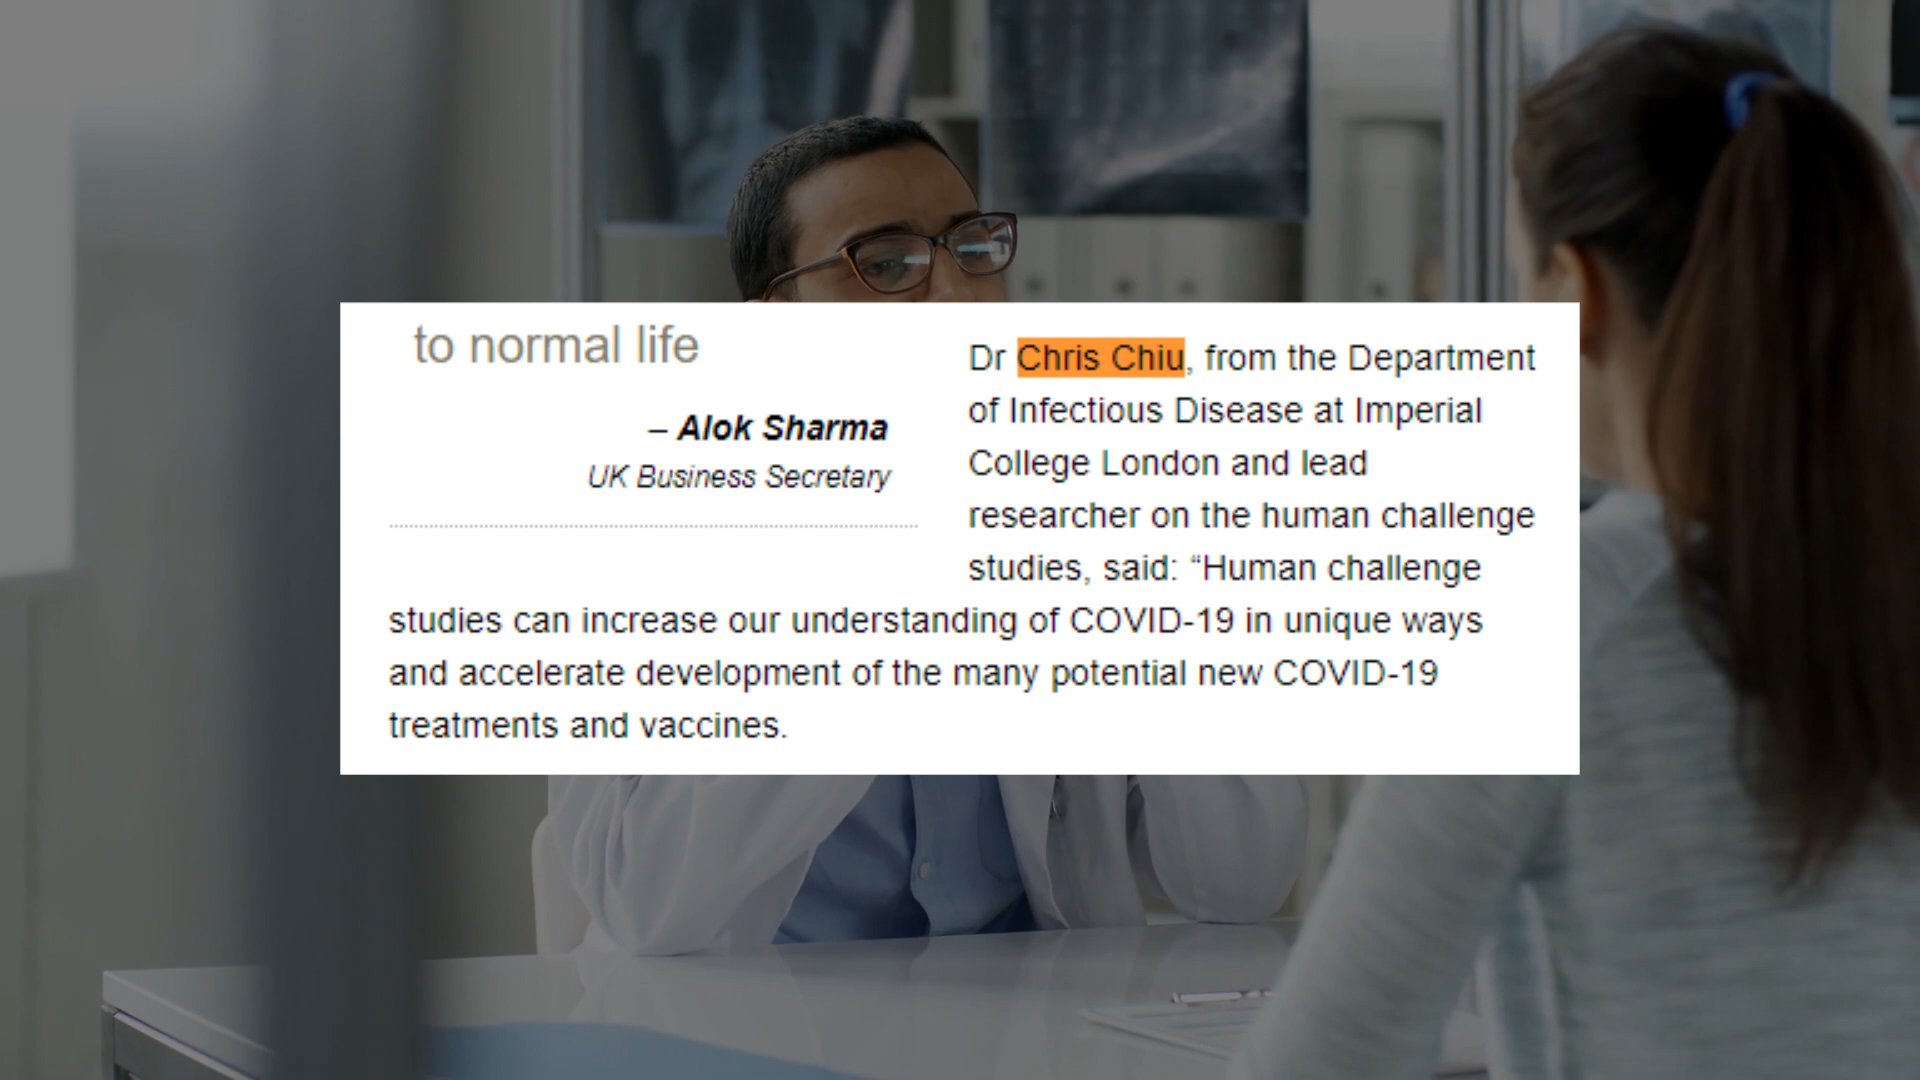 to normal life
– Alok Sharma
UK Business Secretary
Dr Chris Chiu, from the Department
of Infectious Disease at Imperial
College London and lead
researcher on the human challenge
studies, said: “Human challenge
studies can increase our understanding of COVID-19 in unique ways
and accelerate development of the many potential new COVID-19
treatments and vaccines.